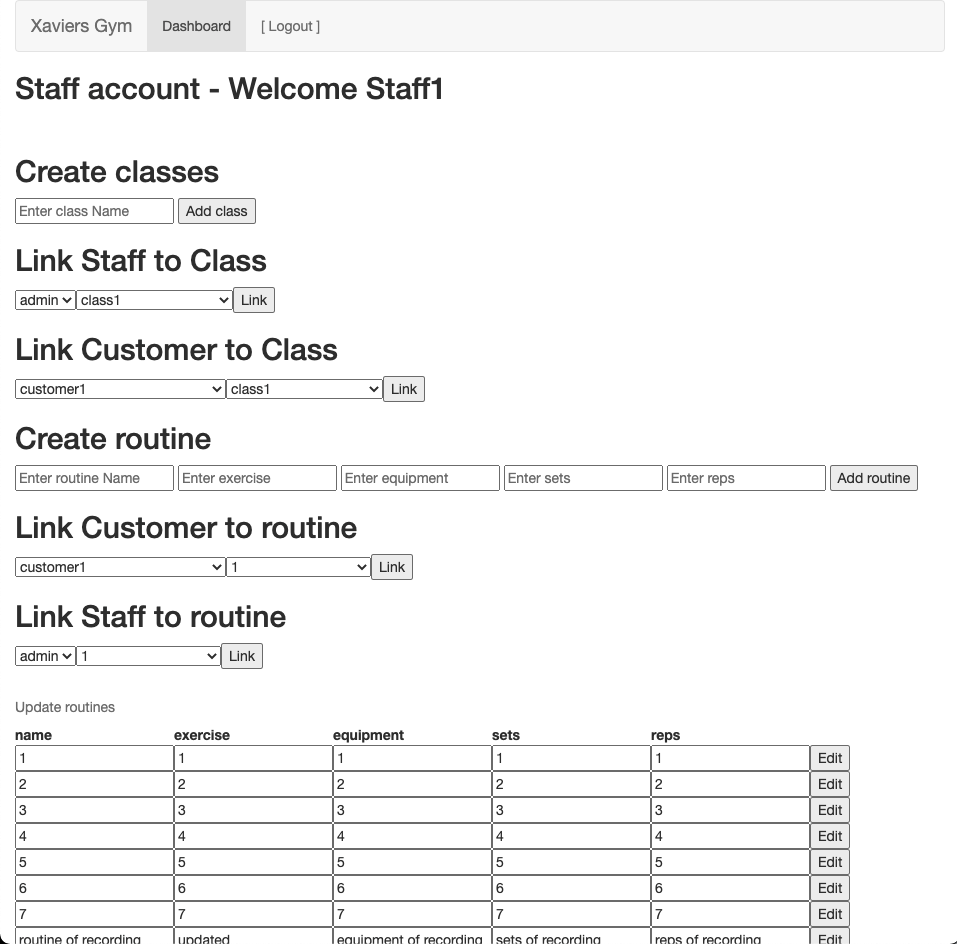 Xaviers Gym Dashboard [ Logout ]
Staff account - Welcome Staff1
Create classes
Enter class Name Add class
Link Staff to Class
admin class1 Link
Link Customer to Class
customer1 class1 Link
Create routine
Enter routine Name Enter exercise Enter equipment Enter sets Enter reps Add routine
Link Customer to routine
customer1 1 Link
Link Staff to routine
admin 1 Link
Update routines
name exercise equipment sets reps
1 1 1 1 1 Edit
2 2 2 2 2 Edit
3 3 3 3 3 Edit
4 4 4 4 4 Edit
5 5 5 5 5 Edit
6 6 6 6 6 Edit
7 7 7 7 7 Edit
routine of recording updated equipment of recording sets of recording reps of recording Edit